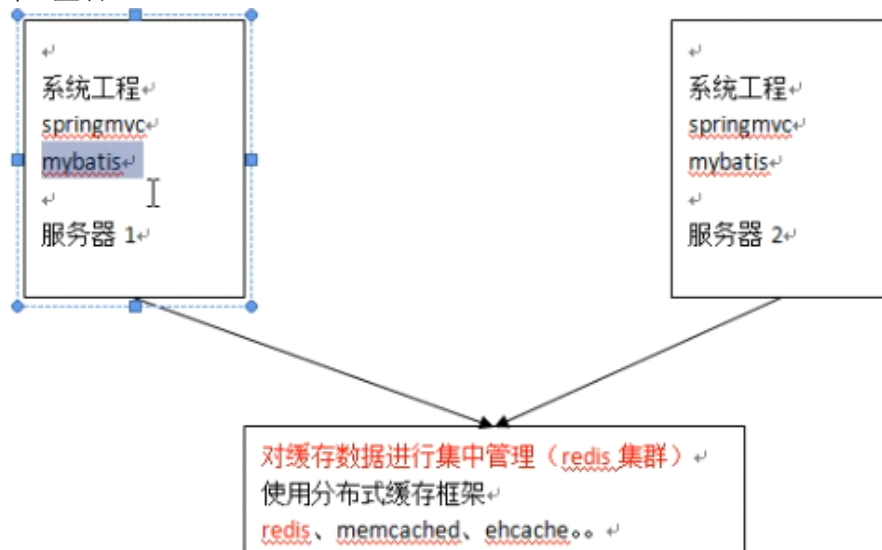 系统工程
springmvc
mybatis
服务器 1
系统工程
springmvc
mybatis
服务器 2
对缓存数据进行集中管理（redis 集群）
使用分布式缓存框架
redis、memcached、ehcache。。